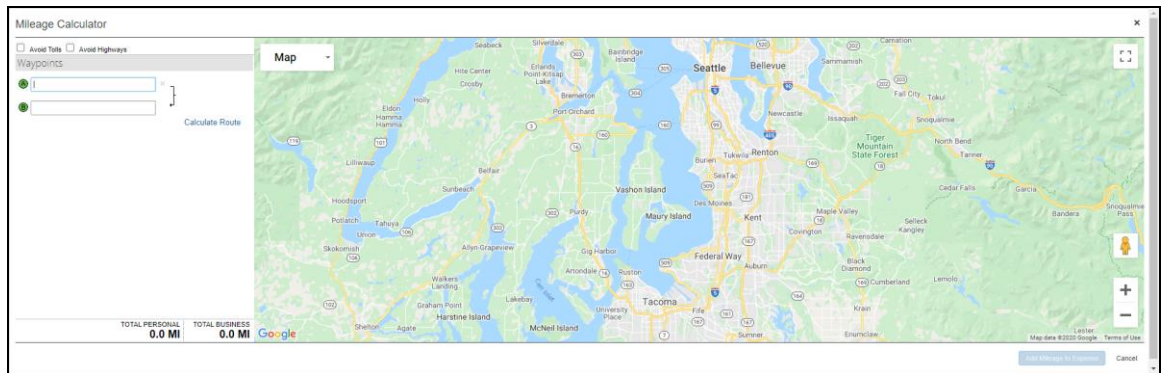 Mileage Calculator
×
Avoid Tolls
Avoid Highways
Waypoints
A
B
Calculate Route
TOTAL PERSONAL
0.0 MI
TOTAL BUSINESS
0.0 MI
Map
Seabeck
Silverdale
Bainbridge
Island
Seattle
Bellevue
Sammamish
Carnation
Hite Center
Erlands
Point-Kitsap
Lake
Crosby
Bremerton
Port Orchard
Holly
Eldon
Hamma
Hamma
Newcastle
Issaquah
Fall City
Tokul
Snoqualmie
Tiger
Mountain
State Forest
North Bend
Tanner
Lilliwaup
Belfair
Burien
Tukwila
Renton
SeaTac
Sunbeach
Vashon Island
Des Moines
Cedar Falls
Garcia
Hoodsport
Potlatch
Tahuya
Union
Purdy
Maury Island
Kent
Maple Valley
Covington
Ravensdale
Selleck
Kangley
Bandera
Snoqualmie
Pass
Skokomish
Allyn-Grapeview
Gig Harbor
Federal Way
Auburn
Black
Diamond
Artondale
Ruston
Cumberland
Lemolo
Walkers
Landing
Graham Point
Lakebay
Harstine Island
University
Place
Tacoma
Fife
Krain
Shelton
Agate
McNeil Island
Sumner
Enumclaw
Lester
Google
Map data ©2020 Google
Terms of Use
Add Mileage to Expense
Cancel